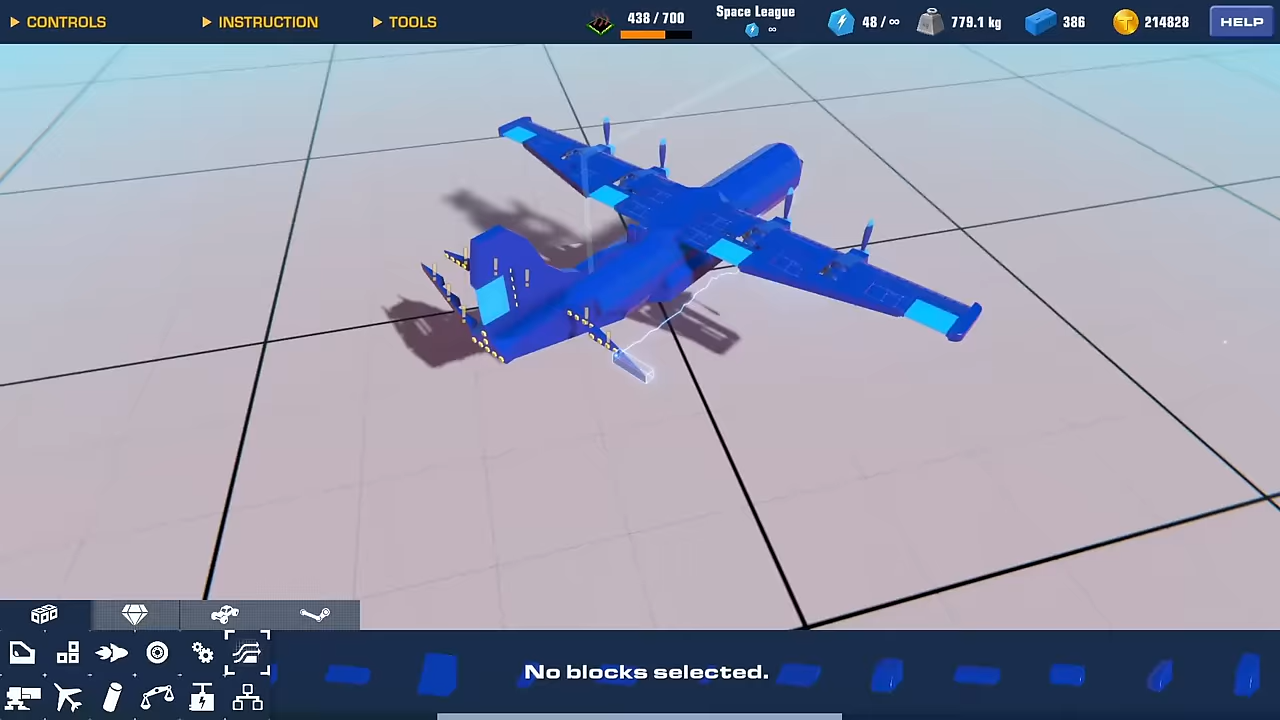 CONTROLS
INSTRUCTION
TOOLS
438 / 700
Space League
∞
48 / ∞
779.1 kg
386
214828
HELP
No blocks selected.